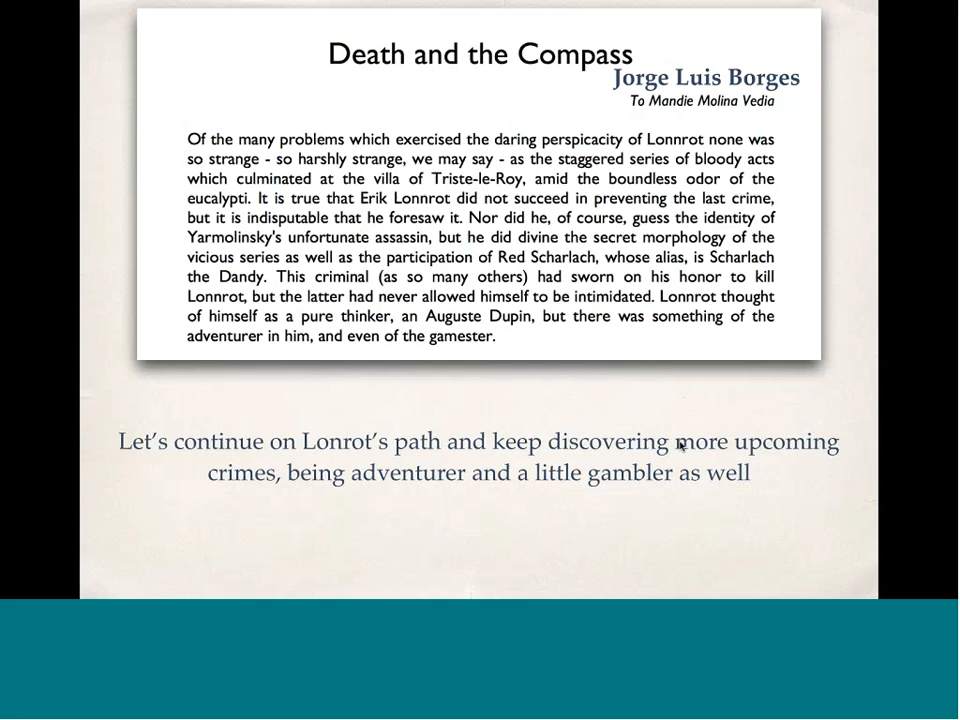 Death and the Compass
Jorge Luis Borges
To Mandie Molina Vedia
Of the many problems which exercised the daring perspicacity of Lonnrot none was
so strange - so harshly strange, we may say - as the staggered series of bloody acts
which culminated at the villa of Triste-le-Roy, amid the boundless odor of the
eucalypti. It is true that Erik Lonnrot did not succeed in preventing the last crime,
but it is indisputable that he foresaw it. Nor did he, of course, guess the identity of
Yarmolinsky's unfortunate assassin, but he did divine the secret morphology of the
vicious series as well as the participation of Red Scharlach, whose alias, is Scharlach
the Dandy. This criminal (as so many others) had sworn on his honor to kill
Lonnrot, but the latter had never allowed himself to be intimidated. Lonnrot thought
of himself as a pure thinker, an Auguste Dupin, but there was something of the
adventurer in him, and even of the gamester.
Let's continue on Lonrot's path and keep discovering more upcoming
crimes, being adventurer and a little gambler as well